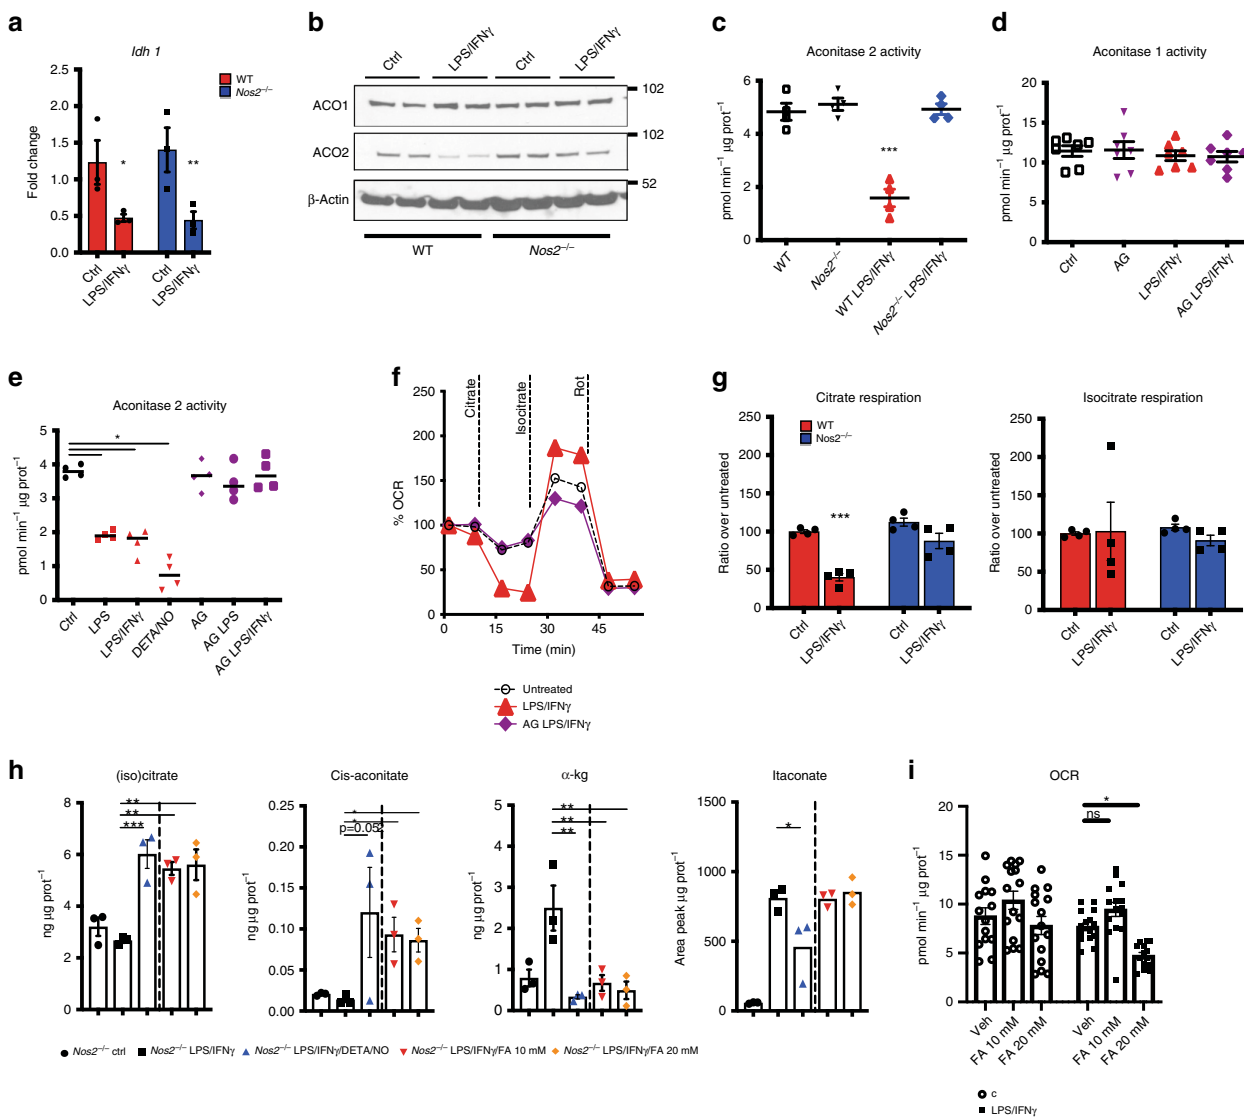 a
Idh 1
2.5
2.0
1.5
1.0
0.5
0.0
Fold change
WT
Nos2⁻/⁻
*
**
Ctrl
LPS/IFNγ
Ctrl
LPS/IFNγ
b
Ctrl
LPS/IFNγ
Ctrl
LPS/IFNγ
ACO1
ACO2
β-Actin
102
102
52
WT
Nos2⁻/⁻
c
Aconitase 2 activity
pmol min⁻¹ µg prot⁻¹
6
4
2
0
***
WT
Nos2⁻/⁻
WT LPS/IFNγ
Nos2⁻/⁻ LPS/IFNγ
d
Aconitase 1 activity
pmol min⁻¹ µg prot⁻¹
20
15
10
5
0
Ctrl
AG
LPS/IFNγ
AG LPS/IFNγ
e
Aconitase 2 activity
pmol min⁻¹ µg prot⁻¹
5
4
3
2
1
0
*
Ctrl
LPS
LPS/IFNγ
DETA/NO
AG
AG LPS
AG LPS/IFNγ
f
% OCR
250
200
150
100
50
0
Citrate
Isocitrate
Rot
0 15 30 45
Time (min)
Untreated
LPS/IFNγ
AG LPS/IFNγ
g
Citrate respiration
Ratio over untreated
250
200
150
100
50
0
WT
Nos2⁻/⁻
***
Ctrl
LPS/IFNγ
Ctrl
LPS/IFNγ
Isocitrate respiration
Ratio over untreated
250
200
150
100
50
0
Ctrl
LPS/IFNγ
Ctrl
LPS/IFNγ
h
(iso)citrate
ng µg prot⁻¹
8
6
4
2
0
**
**
***
Cis-aconitate
ng µg prot⁻¹
0.25
0.20
0.15
0.10
0.05
0.00
*
*
p=0.052
α-kg
ng µg prot⁻¹
5
4
3
2
1
0
**
**
**
Itaconate
Area peak µg prot⁻¹
1500
1000
500
0
*
Nos2⁻/⁻ ctrl
Nos2⁻/⁻ LPS/IFNγ
Nos2⁻/⁻ LPS/IFNγ/DETA/NO
Nos2⁻/⁻ LPS/IFNγ/FA 10 mM
Nos2⁻/⁻ LPS/IFNγ/FA 20 mM
i
OCR
pmol min⁻¹ µg prot⁻¹
20
15
10
5
0
*
ns
Veh
FA 10 mM
FA 20 mM
Veh
FA 10 mM
FA 20 mM
c
LPS/IFNγ